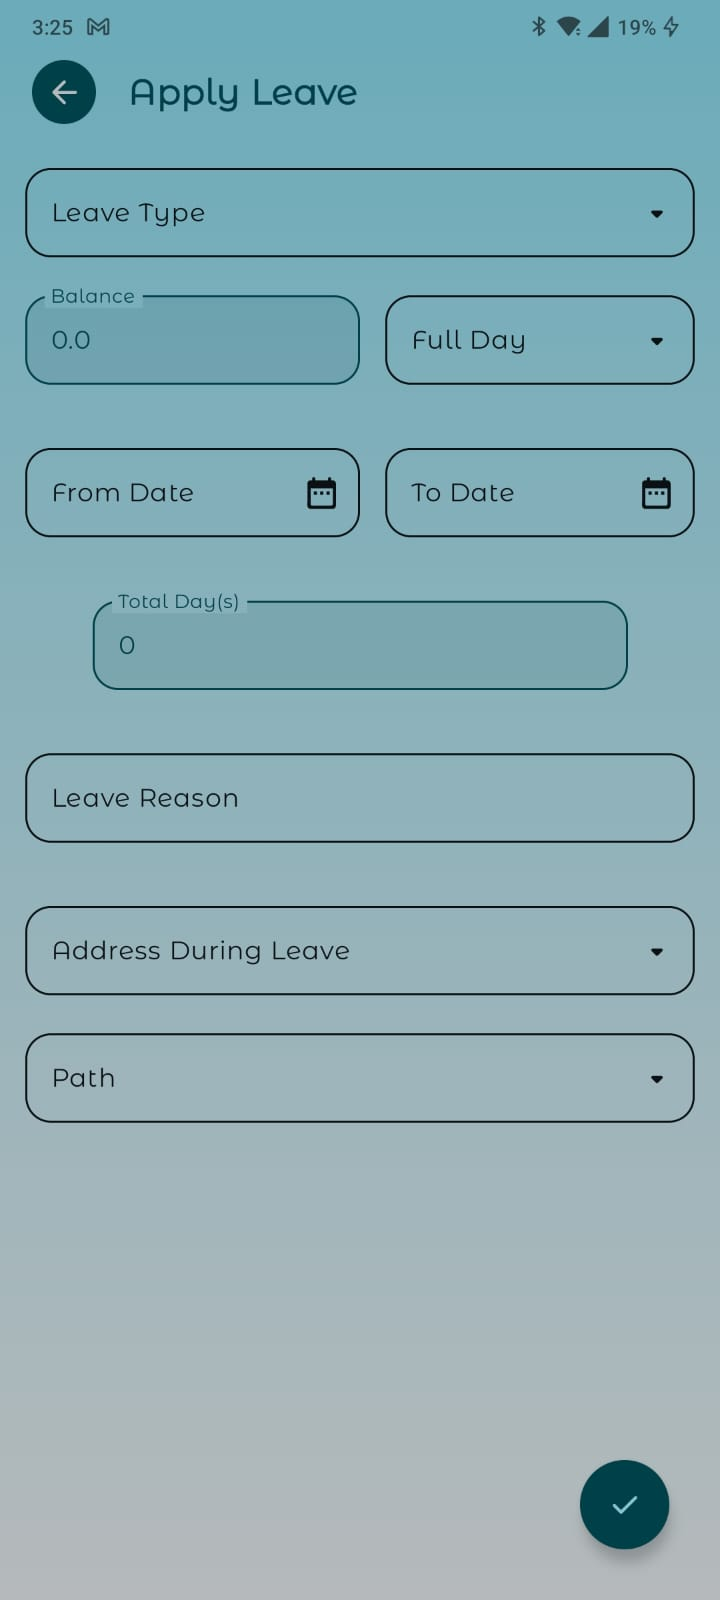 3:25 19%
Apply Leave
Leave Type
Balance
0.0
Full Day
From Date
To Date
Total Day(s)
0
Leave Reason
Address During Leave
Path